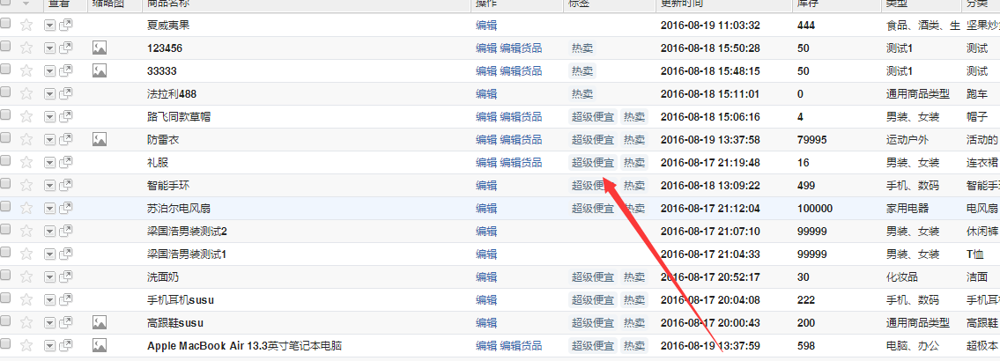 查看 缩略图 商品名称 操作 标签 更新时间 库存 类型 分类
夏威夷果 编辑 2016-08-19 11:03:32 444 食品、酒类、生 坚果炒
123456 编辑 编辑货品 热卖 2016-08-18 15:50:28 50 测试1 测试
33333 编辑 编辑货品 热卖 2016-08-18 15:48:15 50 测试1 测试
法拉利488 编辑 热卖 2016-08-18 15:11:01 0 通用商品类型 跑车
路飞同款草帽 编辑 编辑货品 超级便宜 热卖 2016-08-18 15:06:16 4 男装、女装 帽子
防雷衣 编辑 编辑货品 超级便宜 热卖 2016-08-19 13:37:58 79995 运动户外 活动的
礼服 编辑 编辑货品 超级便宜 热卖 2016-08-17 21:19:48 16 男装、女装 连衣裙
智能手环 编辑 超级便宜 热卖 2016-08-18 13:09:22 499 手机、数码 智能手环
苏泊尔电风扇 编辑 超级便宜 热卖 2016-08-17 21:12:04 100000 家用电器 电风扇
梁国浩男装测试2 编辑 2016-08-17 21:07:10 99999 男装、女装 休闲裤
梁国浩男装测试1 编辑 2016-08-17 21:04:33 99999 男装、女装 T恤
洗面奶 编辑 超级便宜 热卖 2016-08-17 20:52:17 30 化妆品 洁面
手机耳机susu 编辑 超级便宜 热卖 2016-08-17 20:04:08 222 手机、数码 手机耳
高跟鞋susu 编辑 超级便宜 热卖 2016-08-17 20:00:43 200 通用商品类型 高跟鞋
Apple MacBook Air 13.3英寸笔记本电脑 编辑 编辑货品 超级便宜 热卖 2016-08-19 13:37:59 598 电脑、办公 超极本